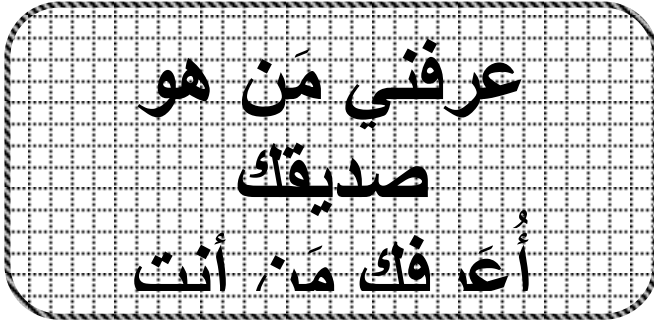 عرفني مَن هو
صديقك
أُعَرفك مَن أنت